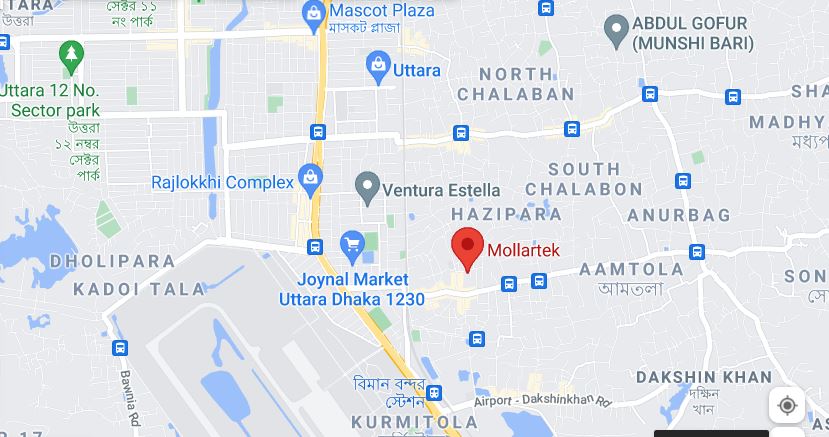 TARA
উত্তরা
সেক্টর ১১
নং পার্ক
Mascot Plaza
মাসকট প্লাজা
ABDUL GOFUR
(MUNSHI BARI)
Uttara 12 No.
Sector park
উত্তরা
১২ নম্বর
সেক্টর
পার্ক
Uttara
NORTH
CHALABAN
SHA
MADHY
মধ্যপ
Rajlokkhi Complex
Ventura Estella
SOUTH
CHALABON
HAZIPARA
ANURBAG
Mollartek
DHOLIPARA
KADOI TALA
Joynal Market
Uttara Dhaka 1230
AAMTOLA
আমতলা
SON
Bawnia Rd
বিমান বন্দর
স্টেশন
KURMITOLA
Airport - Dakshinkhan Rd
DAKSHIN KHAN
দক্ষিন
খান
AS